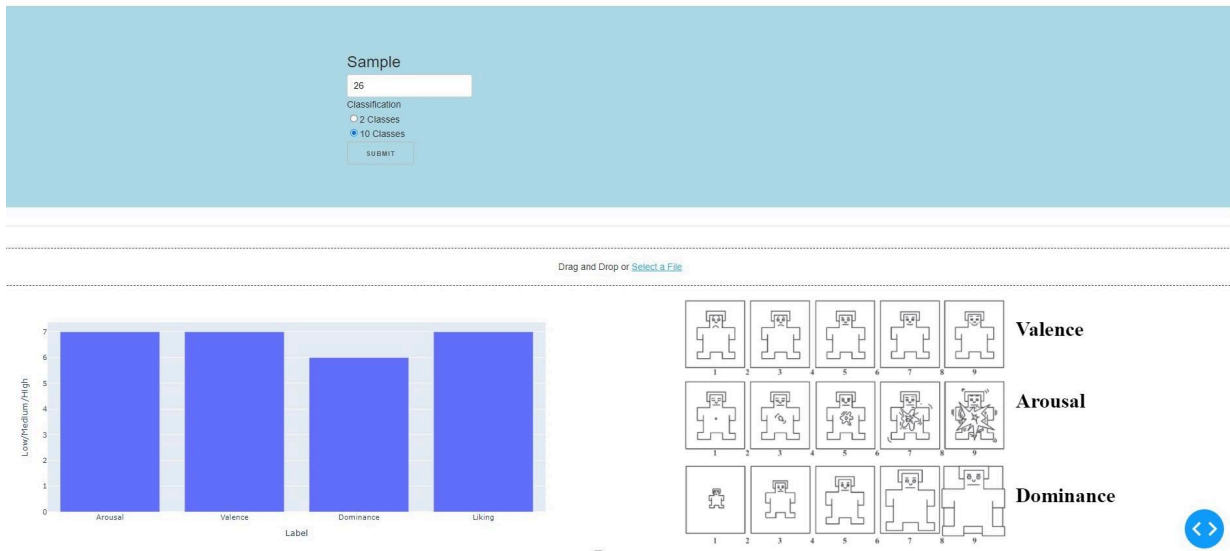 Sample
26
Classification
2 Classes
10 Classes
SUBMIT
Drag and Drop or Select a File
7
6
5
4
3
2
1
0
Low/Medium/High
Arousal Valence Dominance Liking
Label
1 2 3 4 5 6 7 8 9
Valence
1 2 3 4 5 6 7 8 9
Arousal
1 2 3 4 5 6 7 8 9
Dominance